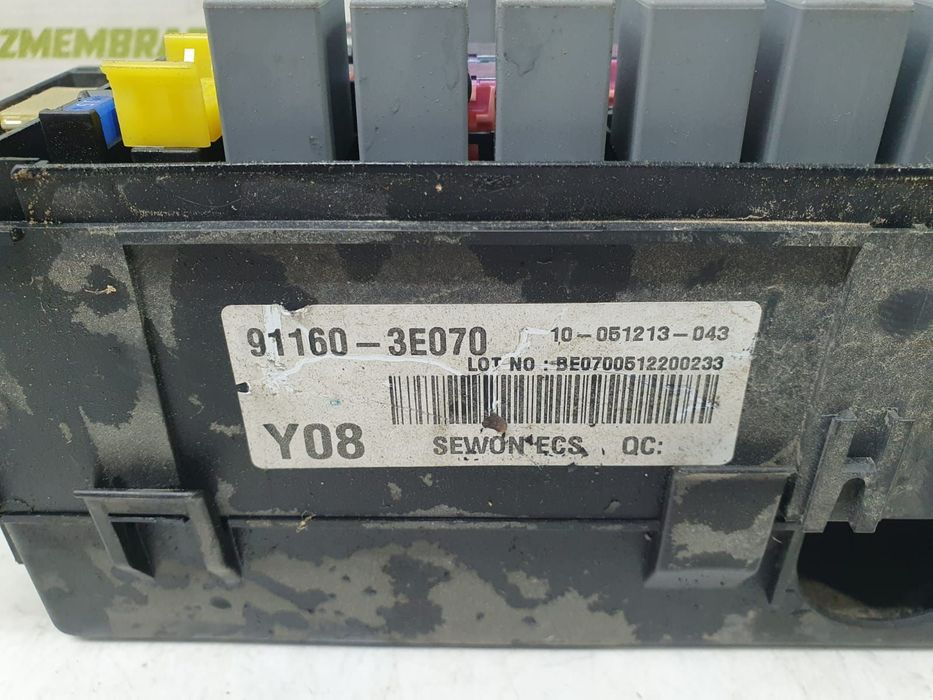 ZMEMBRA
91160-3E070
10-051213-043
LOT NO : BE0700512200233
Y08
SEWON ECS QC: